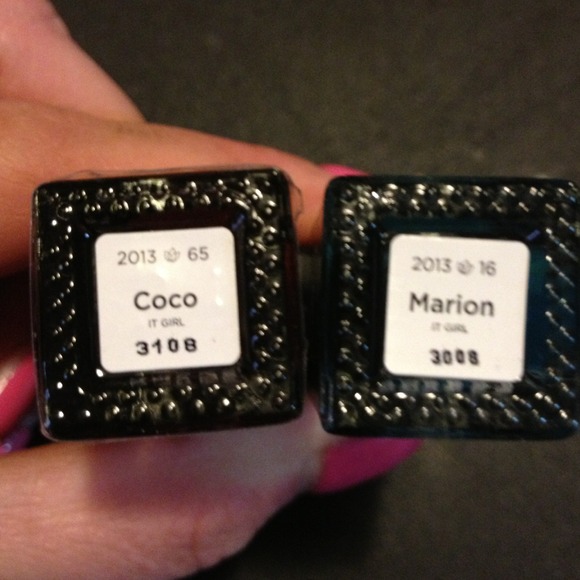 2013 65
Coco
IT GIRL
3108
2013 16
Marion
IT GIRL
3008